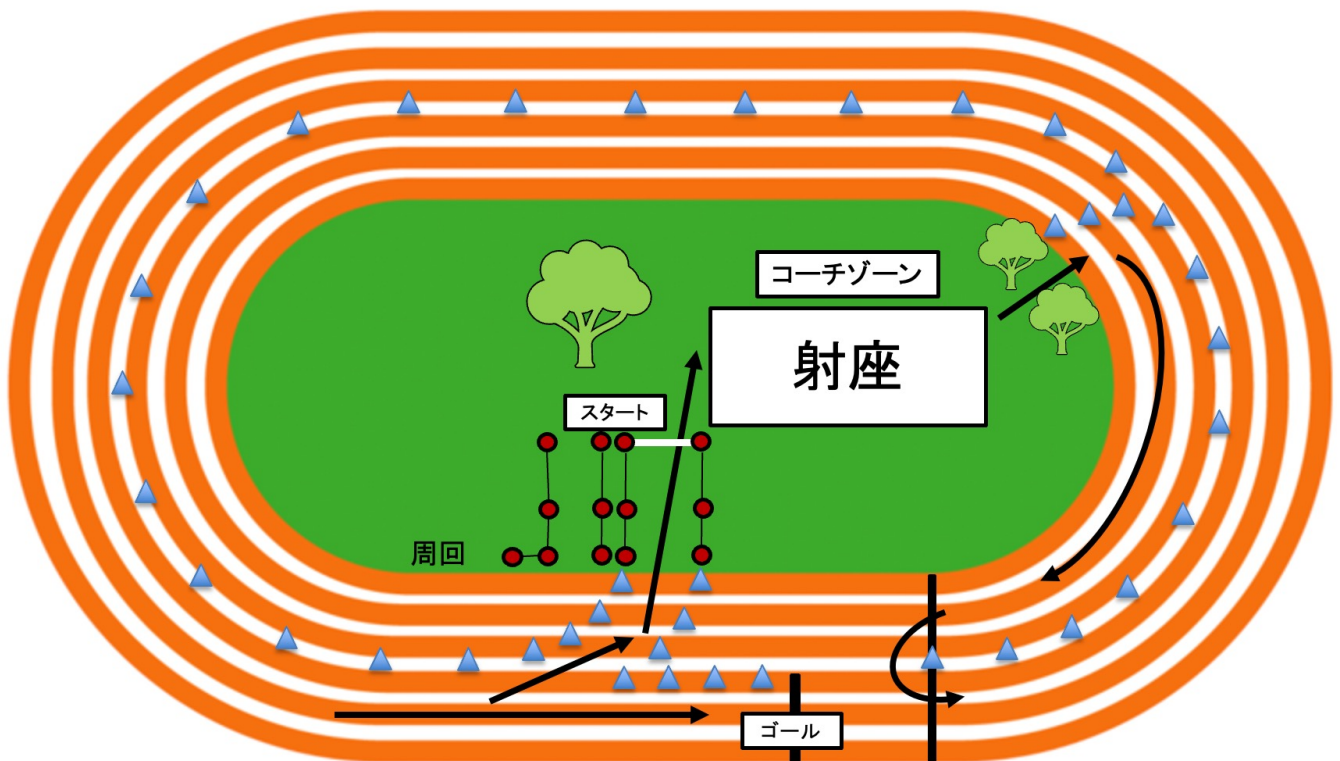 コーチゾーン
射座
スタート
周回
ゴール